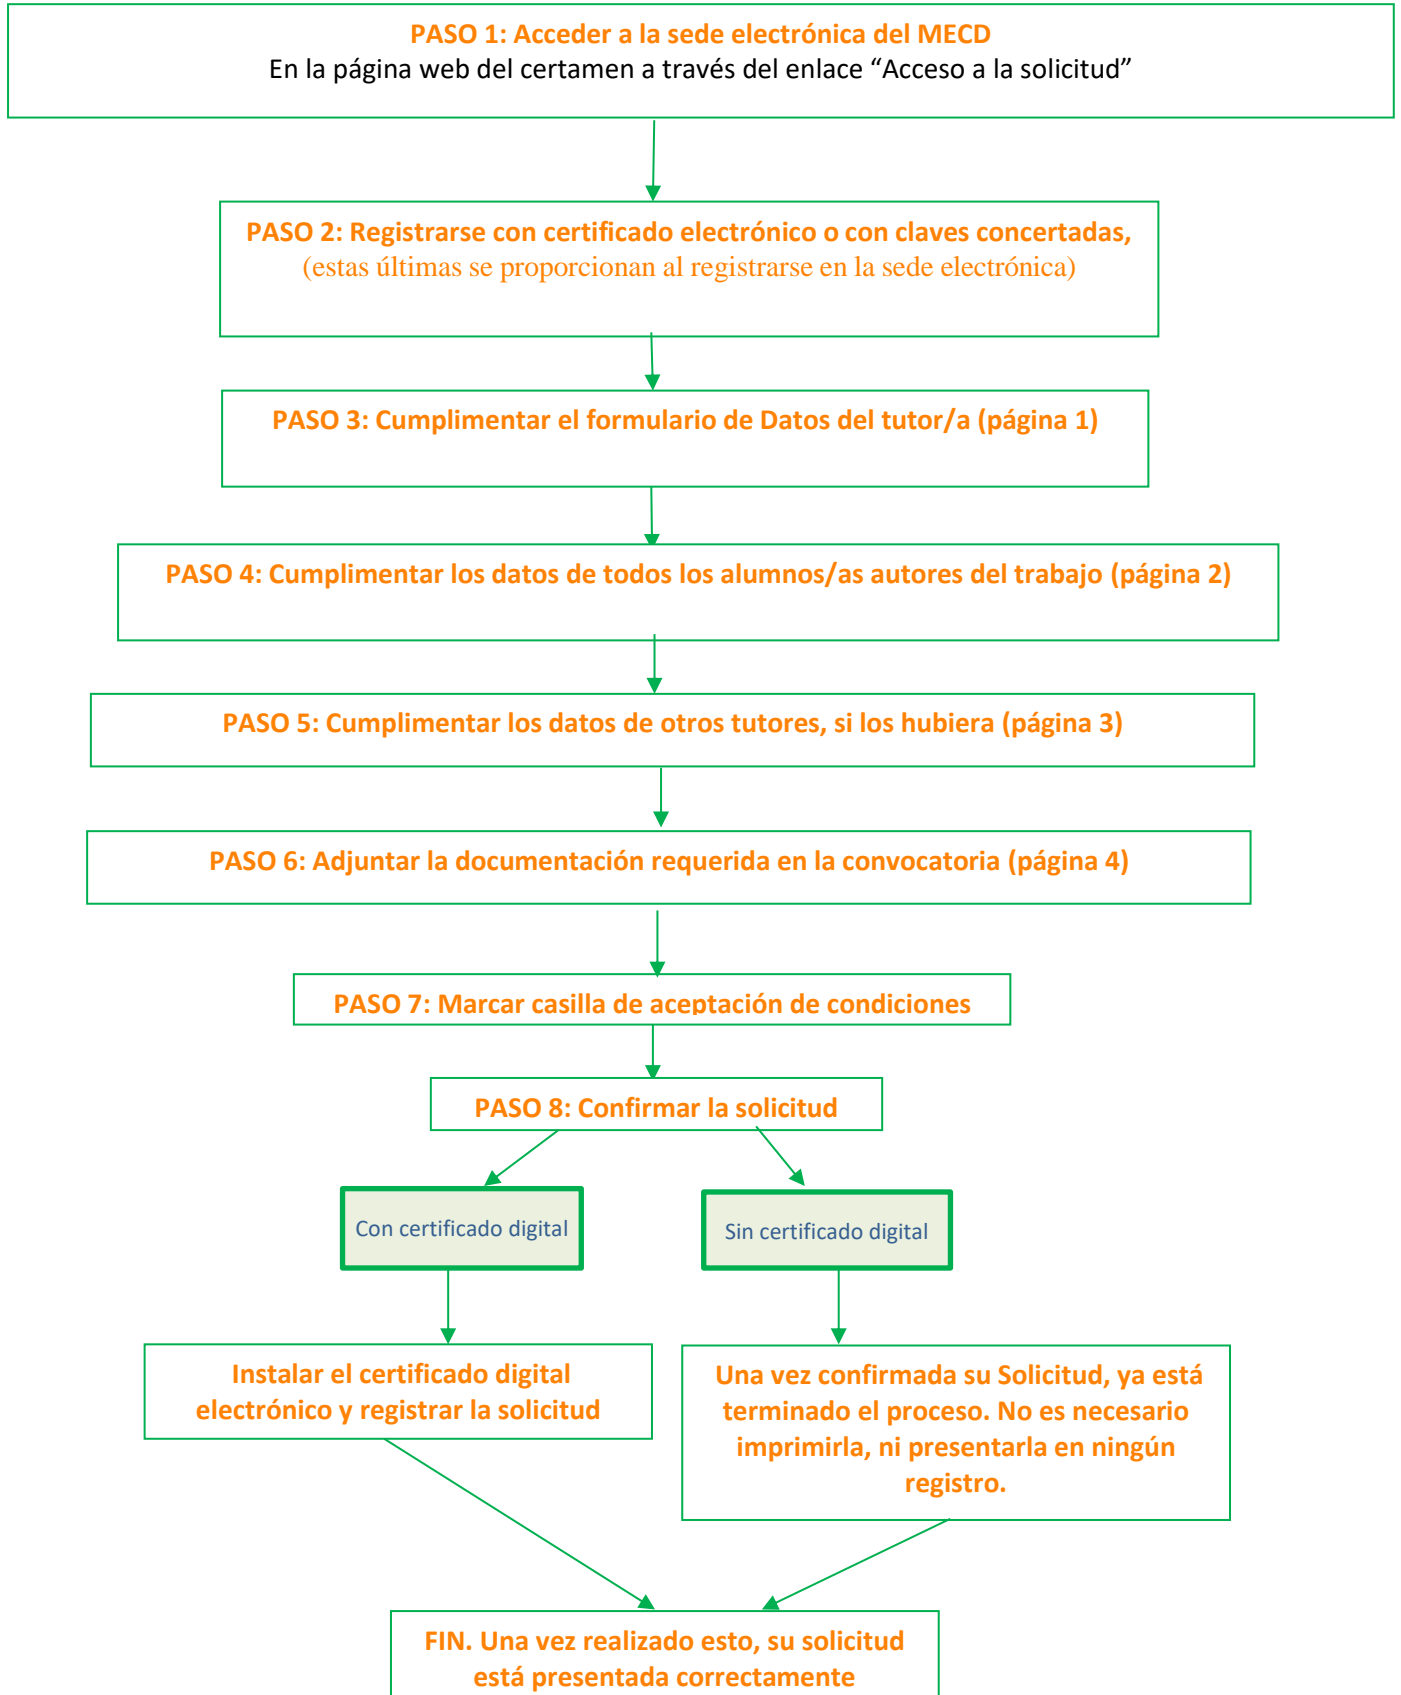 PASO 1: Acceder a la sede electrónica del MECD
En la página web del certamen a través del enlace “Acceso a la solicitud”
PASO 2: Registrarse con certificado electrónico o con claves concertadas,
(estas últimas se proporcionan al registrarse en la sede electrónica)
PASO 3: Cumplimentar el formulario de Datos del tutor/a (página 1)
PASO 4: Cumplimentar los datos de todos los alumnos/as autores del trabajo (página 2)
PASO 5: Cumplimentar los datos de otros tutores, si los hubiera (página 3)
PASO 6: Adjuntar la documentación requerida en la convocatoria (página 4)
PASO 7: Marcar casilla de aceptación de condiciones
PASO 8: Confirmar la solicitud
Con certificado digital
Sin certificado digital
Instalar el certificado digital
electrónico y registrar la solicitud
Una vez confirmada su Solicitud, ya está
terminado el proceso. No es necesario
imprimirla, ni presentarla en ningún
registro.
FIN. Una vez realizado esto, su solicitud
está presentada correctamente